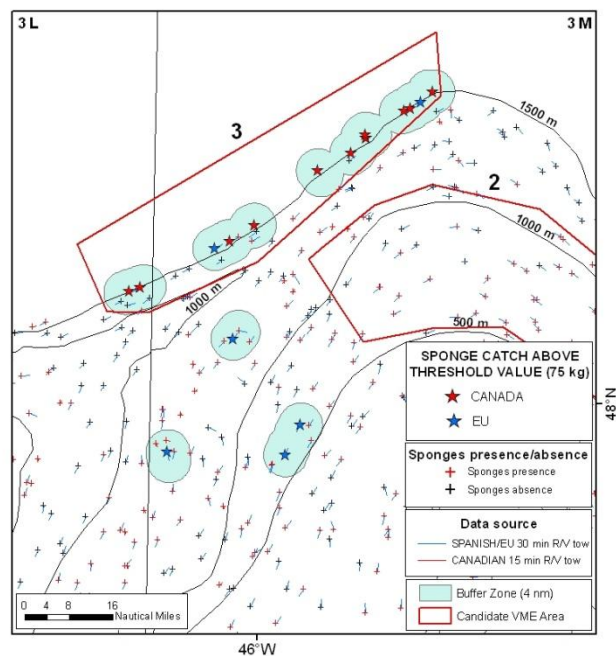 3 L
3 M
1500 m
3
2
1000 m
1000 m
500 m
SPONGE CATCH ABOVE
THRESHOLD VALUE (75 kg)
CANADA
EU
48°N
Sponges presence/absence
Sponges presence
Sponges absence
Data source
SPANISH/EU 30 min R/V tow
CANADIAN 15 min R/V tow
Buffer Zone (4 nm)
Candidate VME Area
0 4 8 16
Nautical Miles
46°W